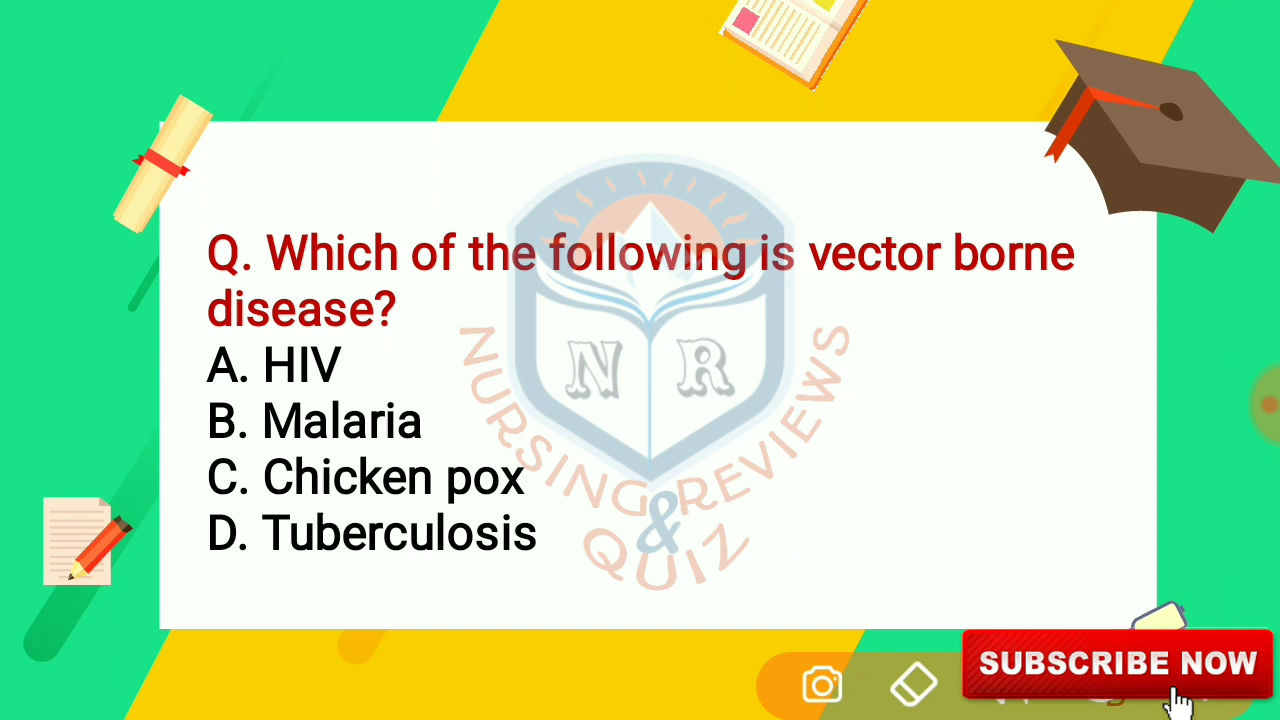 Q. Which of the following is vector borne
disease?
A. HIV
B. Malaria
C. Chicken pox
D. Tuberculosis
N R
NURSING REVIEWS
&
QUIZ
SUBSCRIBE NOW